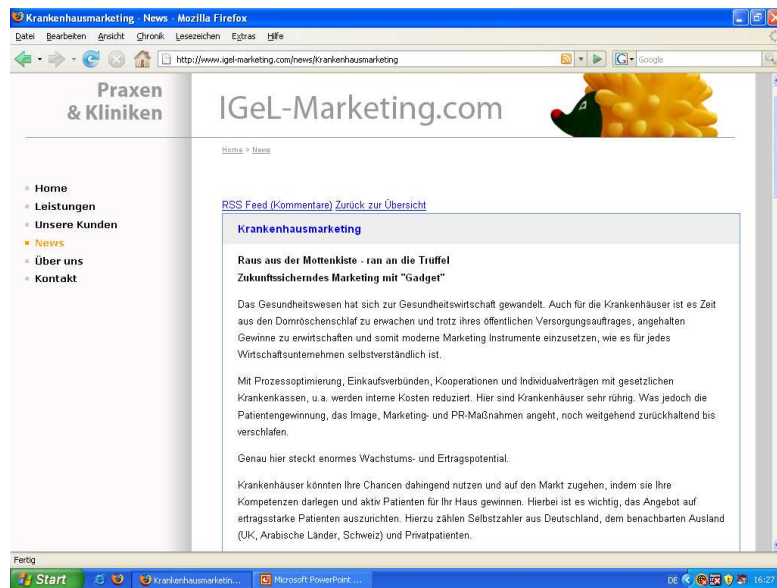 Krankenhausmarketing - News - Mozilla Firefox
Datei Bearbeiten Ansicht Chronik Lesezeichen Extras Hilfe
http://www.igel-marketing.com/news/Krankenhausmarketing
Google
Praxen
& Kliniken
IGeL-Marketing.com
Home > News
Home
Leistungen
Unsere Kunden
News
Über uns
Kontakt
RSS Feed (Kommentare) Zurück zur Übersicht
Krankenhausmarketing
Raus aus der Mottenkiste - ran an die Trüffel
Zukunftssicherndes Marketing mit "Gadget"
Das Gesundheitswesen hat sich zur Gesundheitswirtschaft gewandelt. Auch für die Krankenhäuser ist es Zeit
aus den Domröschenschlaf zu erwachen und trotz ihres öffentlichen Versorgungsauftrages, angehalten
Gewinne zu erwirtschaften und somit moderne Marketing Instrumente einzusetzen, wie es für jedes
Wirtschaftsunternehmen selbstverständlich ist.
Mit Prozessoptimierung, Einkaufsverbünden, Kooperationen und Individualverträgen mit gesetzlichen
Krankenkassen, u.a. werden interne Kosten reduziert. Hier sind Krankenhäuser sehr rührig. Was jedoch die
Patientengewinnung, das Image, Marketing- und PR-Maßnahmen angeht, noch weitgehend zurückhaltend bis
verschlafen.
Genau hier steckt enormes Wachstums- und Ertragspotential.
Krankenhäuser könnten Ihre Chancen dahingend nutzen und auf den Markt zugehen, indem sie Ihre
Kompetenzen darlegen und aktiv Patienten für Ihr Haus gewinnen. Hierbei ist es wichtig, das Angebot auf
ertragsstarke Patienten auszurichten. Hierzu zählen Selbstzahler aus Deutschland, dem benachbarten Ausland
(UK, Arabische Länder, Schweiz) und Privatpatienten.
Fertig
Start
Krankenhausmarketin...
Microsoft PowerPoint ...
DE
16:27